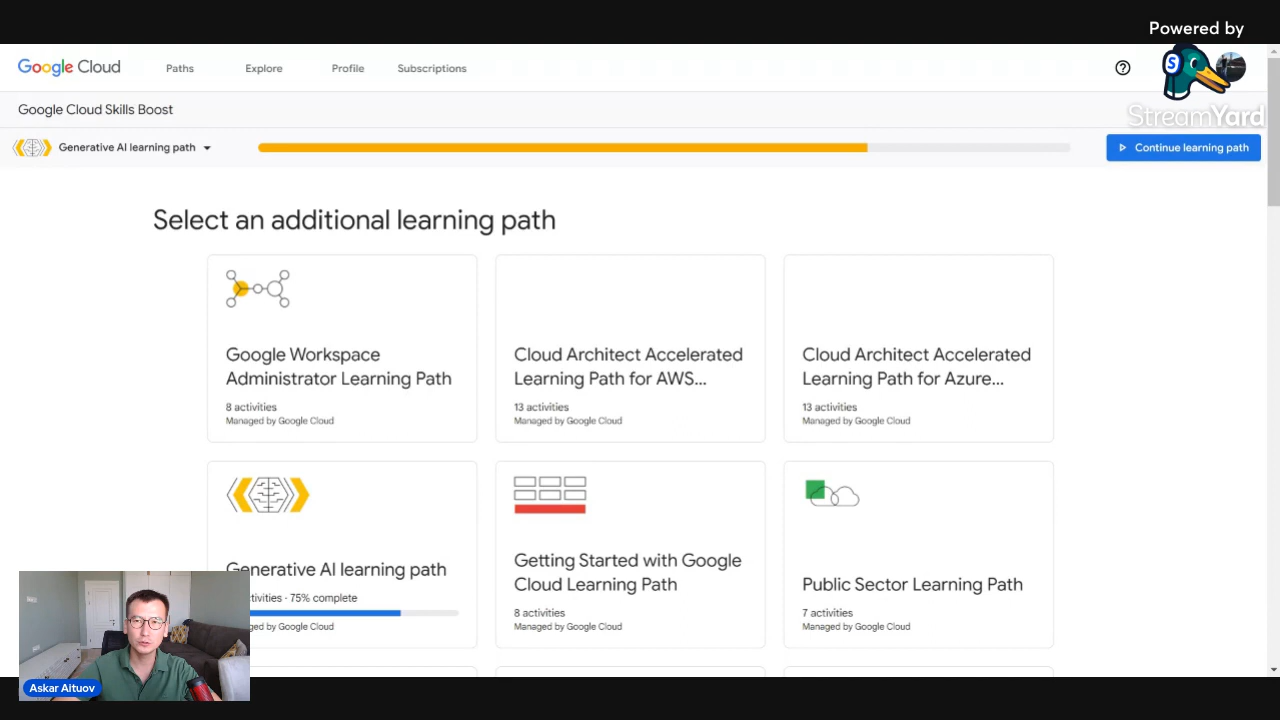 Powered by
StreamYard
Google Cloud
Paths
Explore
Profile
Subscriptions
Google Cloud Skills Boost
Generative AI learning path
Continue learning path
Select an additional learning path
Google Workspace
Administrator Learning Path
8 activities
Managed by Google Cloud
Cloud Architect Accelerated
Learning Path for AWS...
13 activities
Managed by Google Cloud
Cloud Architect Accelerated
Learning Path for Azure...
13 activities
Managed by Google Cloud
Generative AI learning path
tivities · 75% complete
ged by Google Cloud
Getting Started with Google
Cloud Learning Path
8 activities
Managed by Google Cloud
Public Sector Learning Path
7 activities
Managed by Google Cloud
Askar Aituov